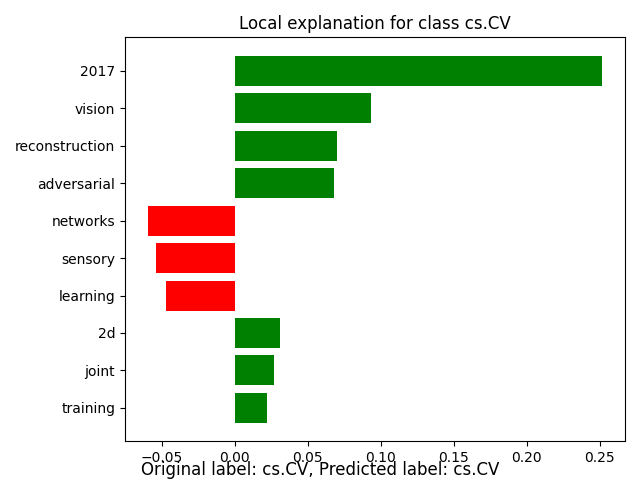 Local explanation for class cs.CV
2017
vision
reconstruction
adversarial
networks
sensory
learning
2d
joint
training
−0.05 0.00 0.05 0.10 0.15 0.20 0.25
Original label: cs.CV, Predicted label: cs.CV